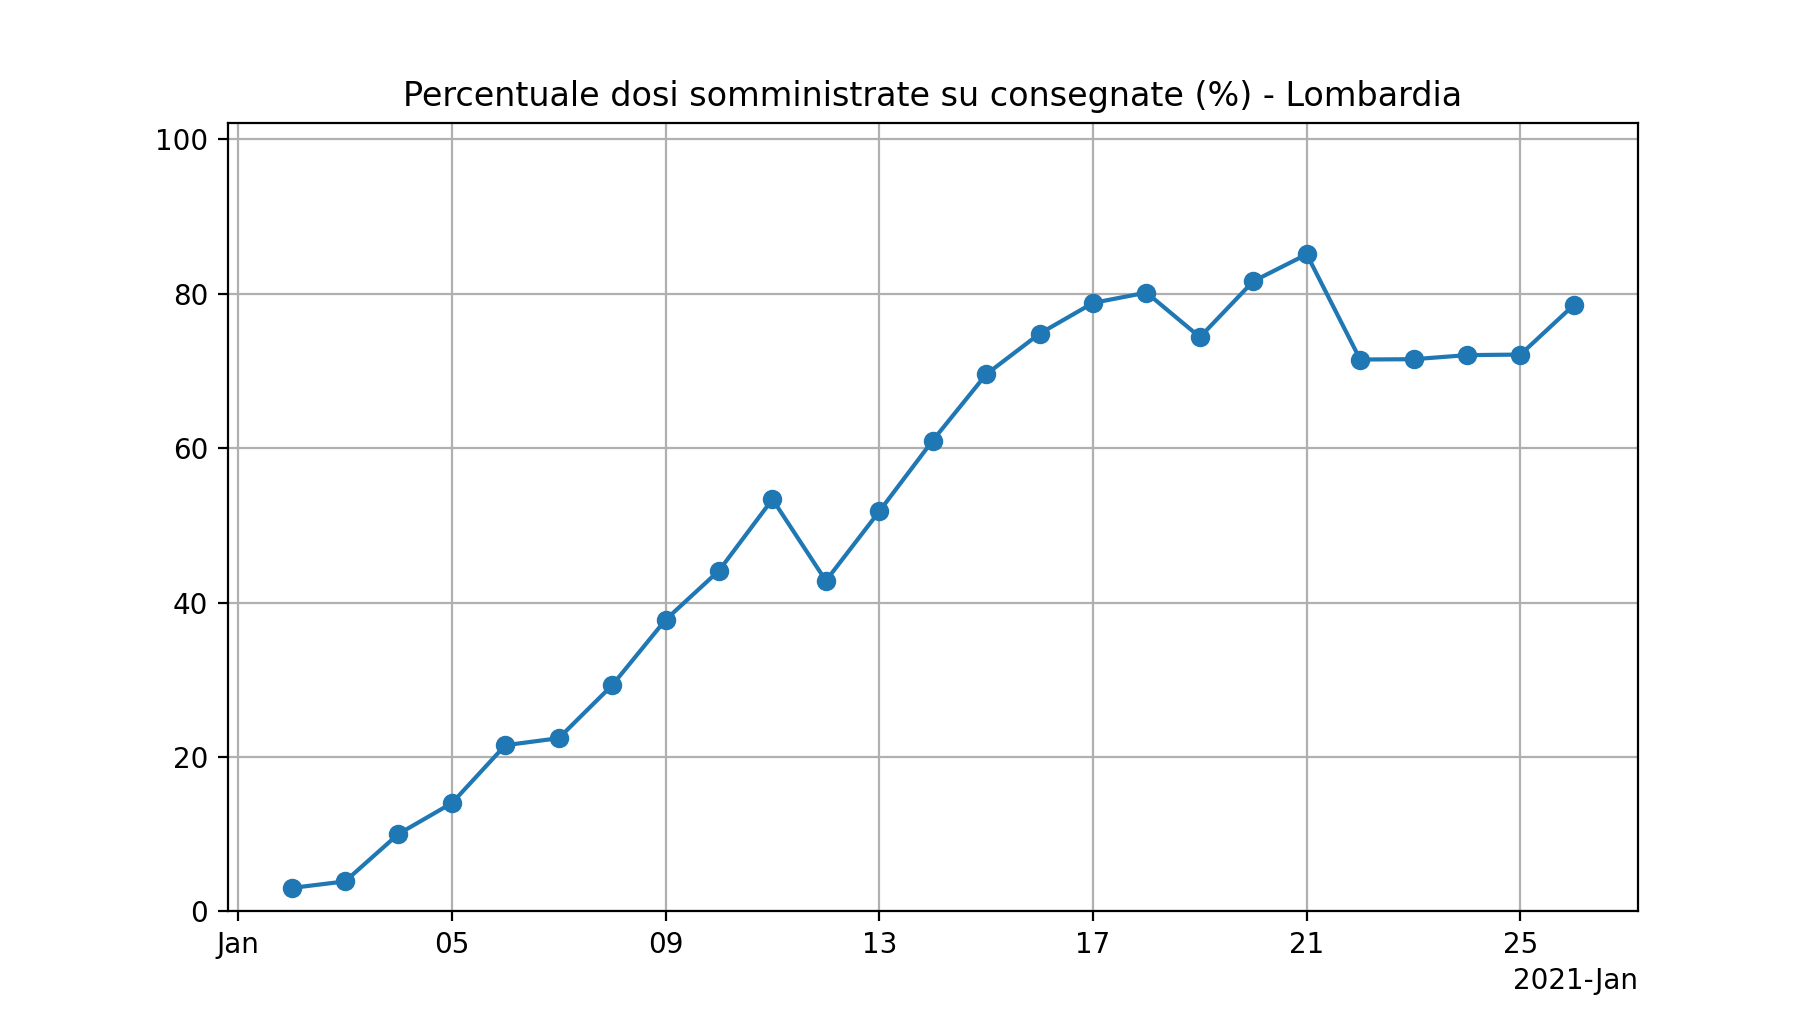 Percentuale dosi somministrate su consegnate (%) - Lombardia
100
80
60
40
20
0
Jan 05 09 13 17 21 25
2021-Jan